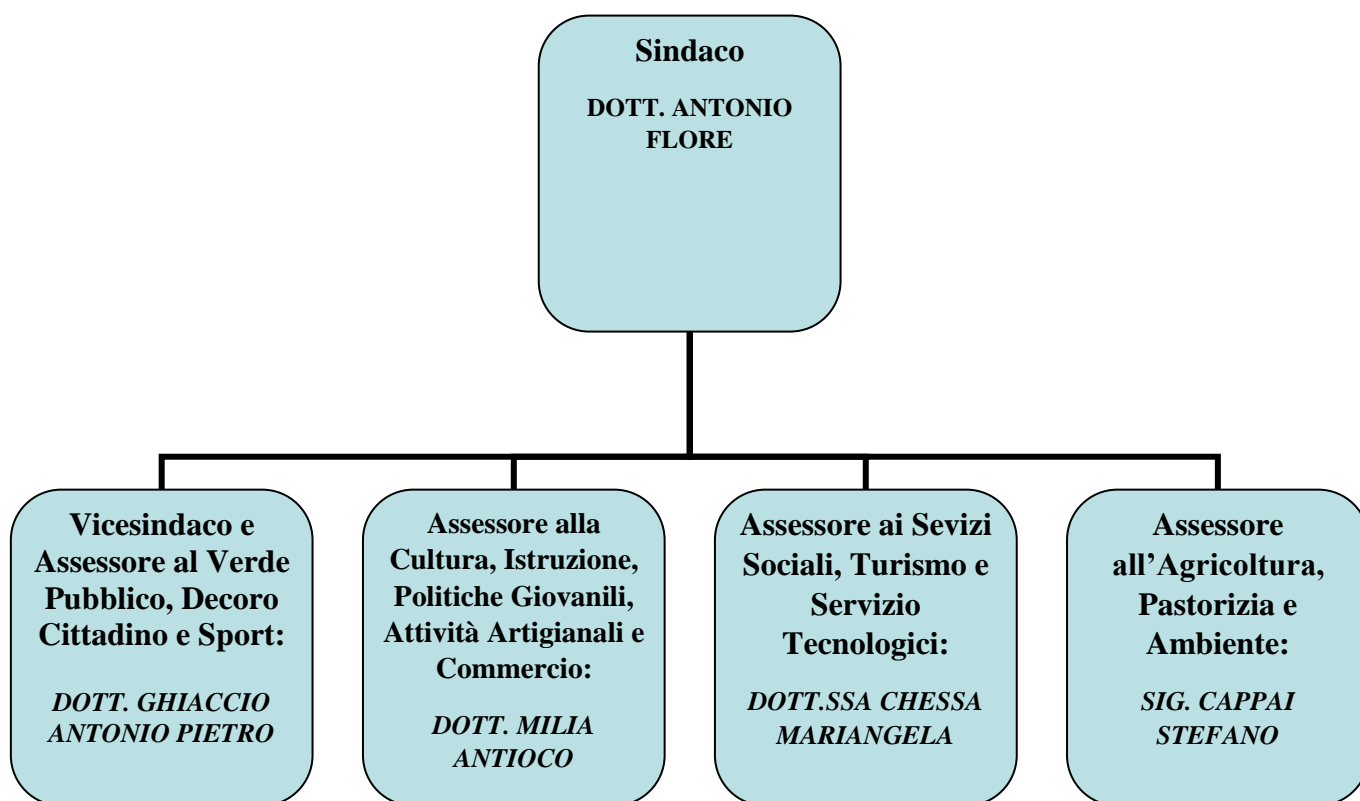 Sindaco
DOTT. ANTONIO
FLORE
Vicesindaco e
Assessore al Verde
Pubblico, Decoro
Cittadino e Sport:
DOTT. GHIACCIO
ANTONIO PIETRO
Assessore alla
Cultura, Istruzione,
Politiche Giovanili,
Attività Artigianali e
Commercio:
DOTT. MILIA
ANTIOCO
Assessore ai Sevizi
Sociali, Turismo e
Servizio
Tecnologici:
DOTT.SSA CHESSA
MARIANGELA
Assessore
all’Agricoltura,
Pastorizia e
Ambiente:
SIG. CAPPAI
STEFANO